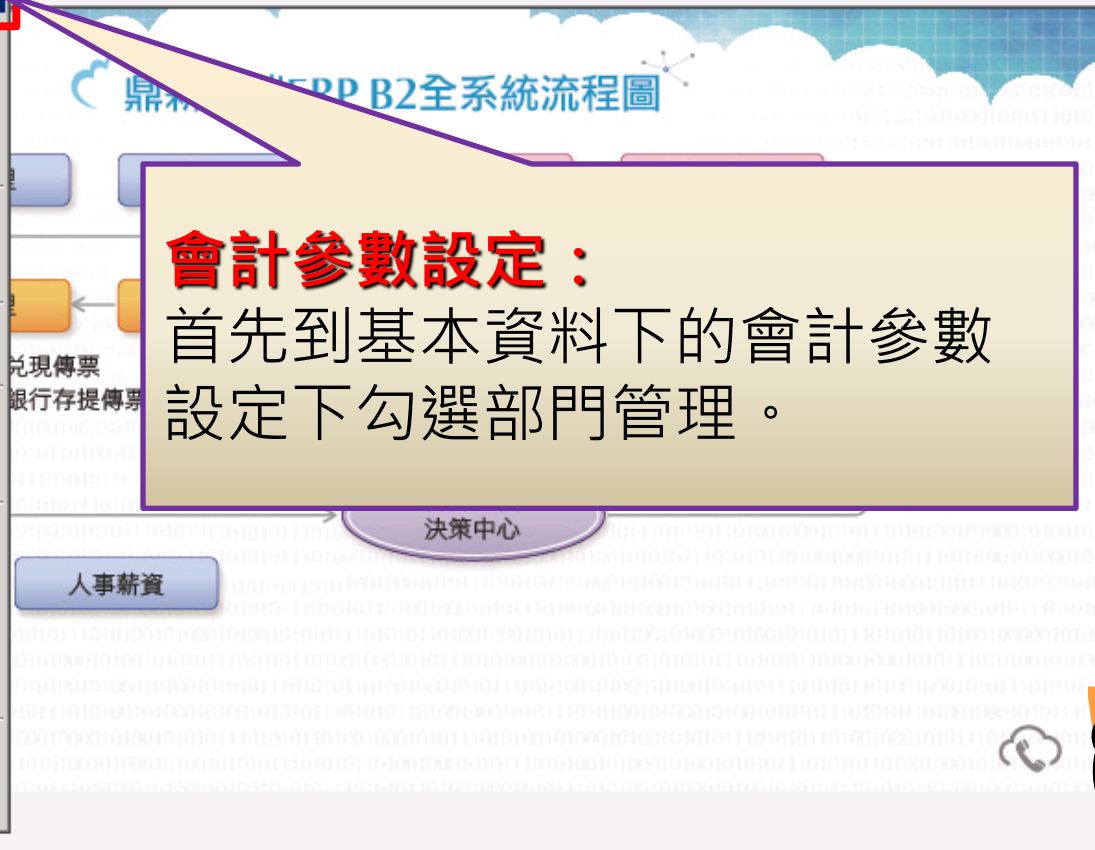 鼎新 ERP B2全系統流程圖
會計參數設定：
首先到基本資料下的會計參數
設定下勾選部門管理。
兌現傳票
銀行存提傳票
決策中心
人事薪資